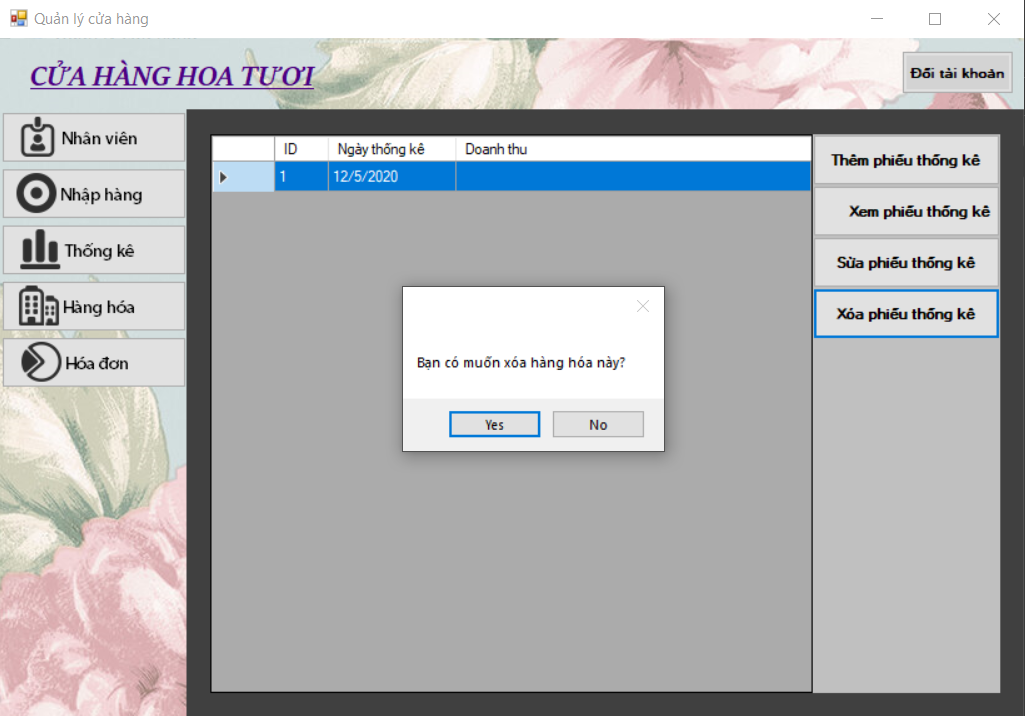 Quản lý cửa hàng
CỬA HÀNG HOA TƯƠI
Đổi tài khoản
Nhân viên
Nhập hàng
Thống kê
Hàng hóa
Hóa đơn
ID Ngày thống kê Doanh thu
1 12/5/2020
Thêm phiếu thống kê
Xem phiếu thống kê
Sửa phiếu thống kê
Xóa phiếu thống kê
Bạn có muốn xóa hàng hóa này?
Yes No